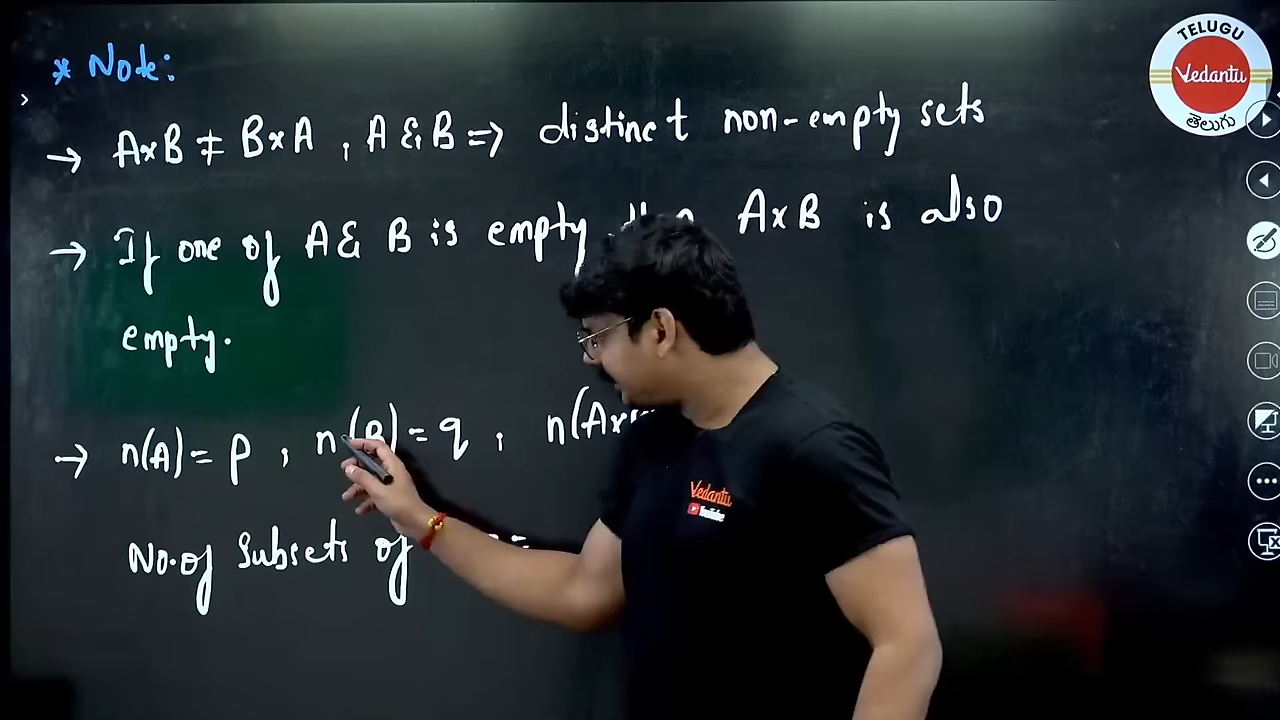 * Note:
→ A×B ≠ B×A , A & B => distinct non-empty sets
→ If one of A & B is empty, A×B is also
empty.
→ n(A) = p , n(B) = q , n(A×
No. of Subsets of
TELUGU
Vedantu
తెలుగు
Vedantu
YouTube